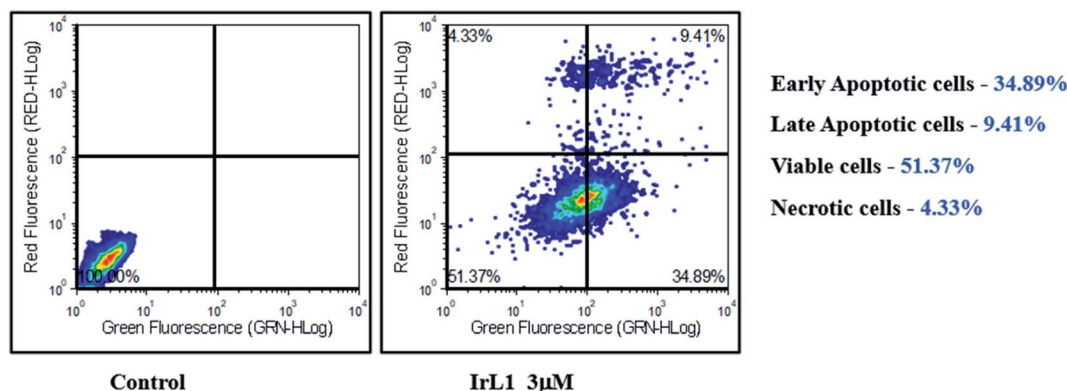 10⁴
10³
10²
10¹
10⁰
Red Fluorescence (RED-HLog)
100.00%
10⁰ 10¹ 10² 10³ 10⁴
Green Fluorescence (GRN-HLog)
Control
10⁴
10³
10²
10¹
10⁰
Red Fluorescence (RED-HLog)
4.33% 9.41%
51.37% 34.89%
10⁰ 10¹ 10² 10³ 10⁴
Green Fluorescence (GRN-HLog)
IrL1 3µM
Early Apoptotic cells - 34.89%
Late Apoptotic cells - 9.41%
Viable cells - 51.37%
Necrotic cells - 4.33%